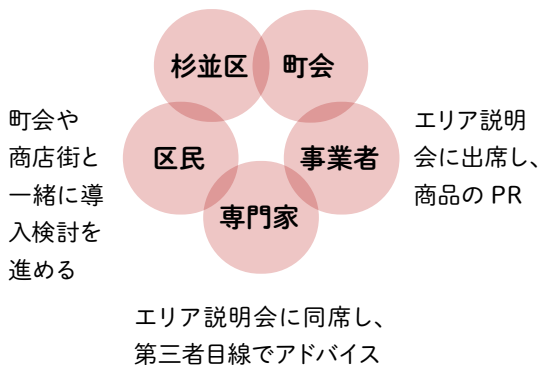 杉並区
町会
区民
事業者
専門家
町会や
商店街と
一緒に導
入検討を
進める
エリア説明
会に出席し、
商品の PR
エリア説明会に同席し、
第三者目線でアドバイス